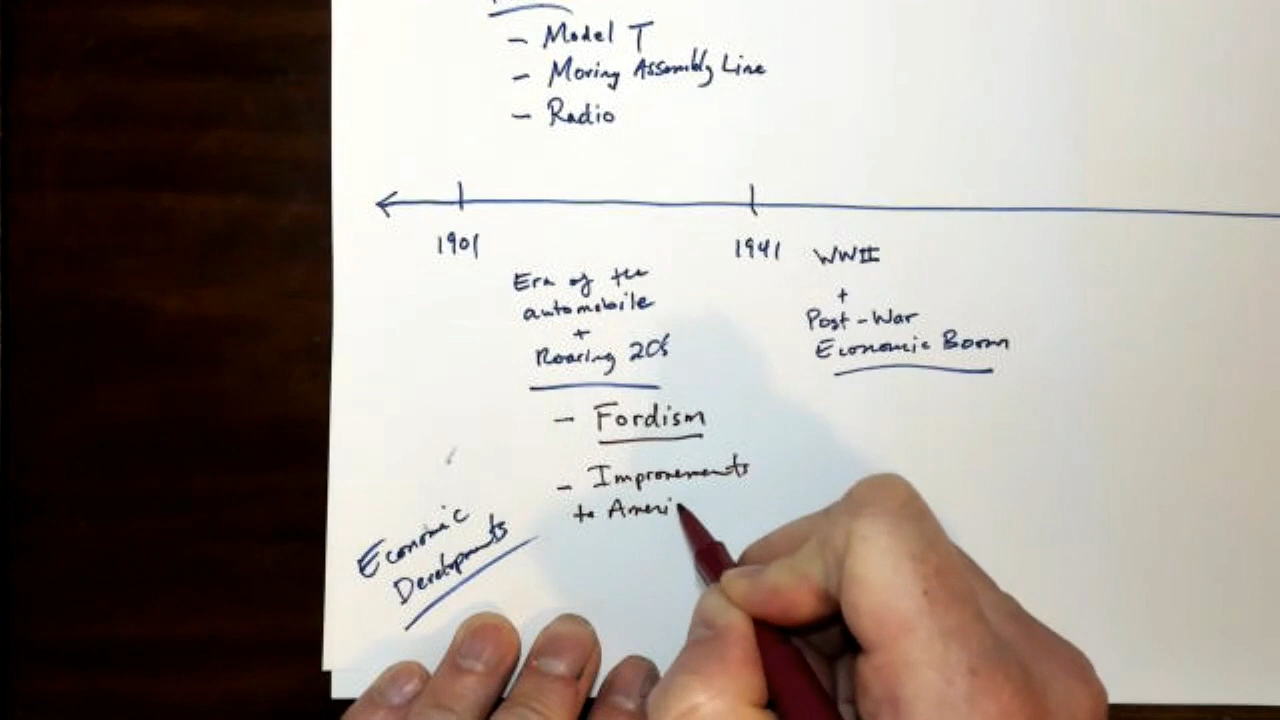 - Model T
- Moving Assembly Line
- Radio
1901
1941
WWII
+
Post-War
Economic Boom
Era of the
automobile
+
Roaring 20s
- Fordism
- Improvements
to Ameri
Economic
Developments